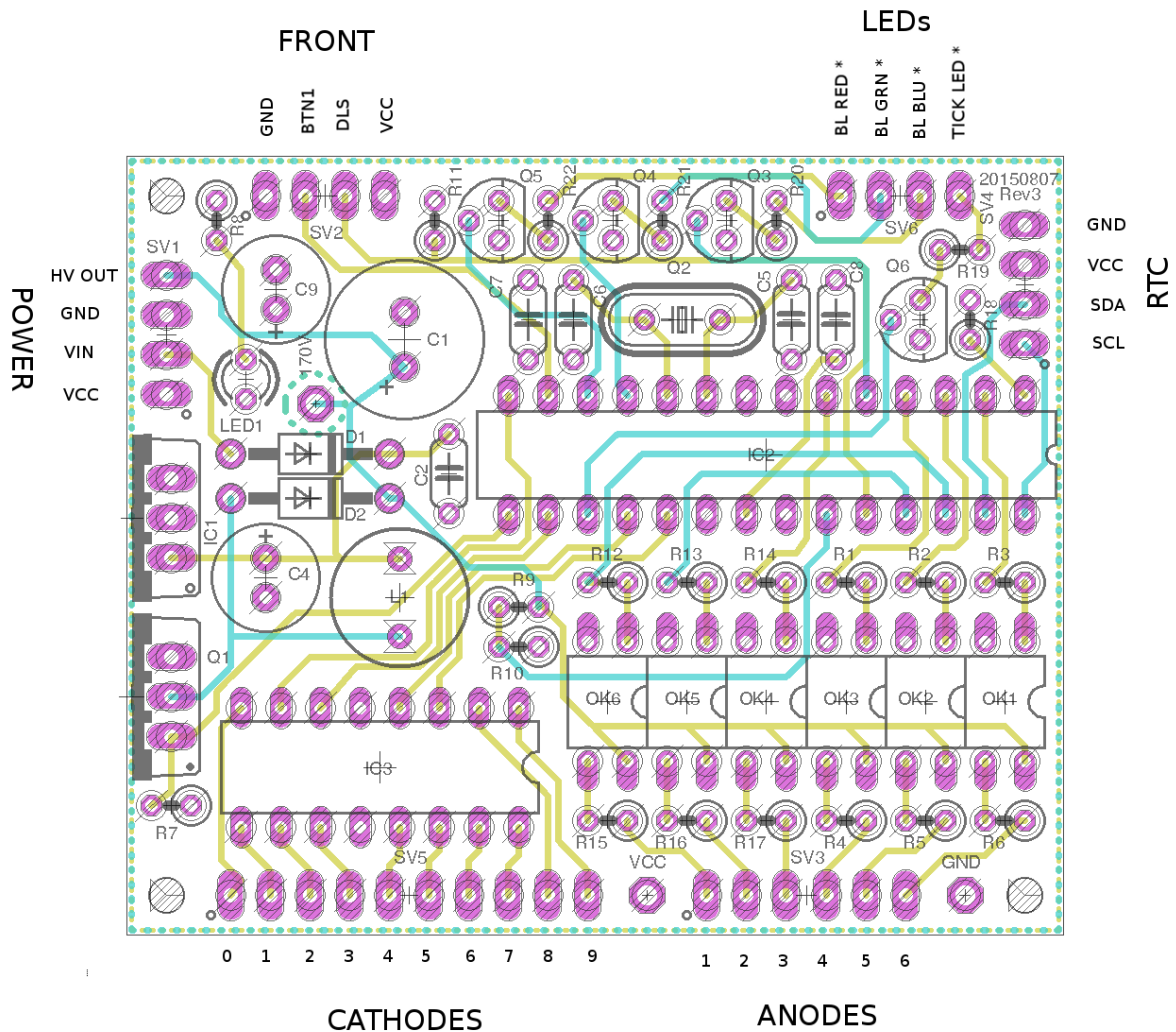 LEDs
FRONT
GND
BTN1
DLS
VCC
BL RED *
BL GRN *
BL BLU *
TICK LED *
R8
SV2
R11
Q5
R22
Q4
R21
Q3
R20
SV6
20150807
Rev3
SV4
SV1
HV OUT
GND
VIN
VCC
POWER
GND
VCC
SDA
SCL
RTC
C9
C1
C7
C6
Q2
C5
C8
Q6
R19
R18
170V
LED1
D1
D2
C2
IC2
IC1
C4
L1
R12
R13
R14
R1
R2
R3
R9
R10
Q1
OK6
OK5
OK4
OK3
OK2
OK1
IC3
R7
R15
R16
R17
R4
R5
R6
SV5
VCC
SV3
GND
0 1 2 3 4 5 6 7 8 9
1 2 3 4 5 6
CATHODES
ANODES